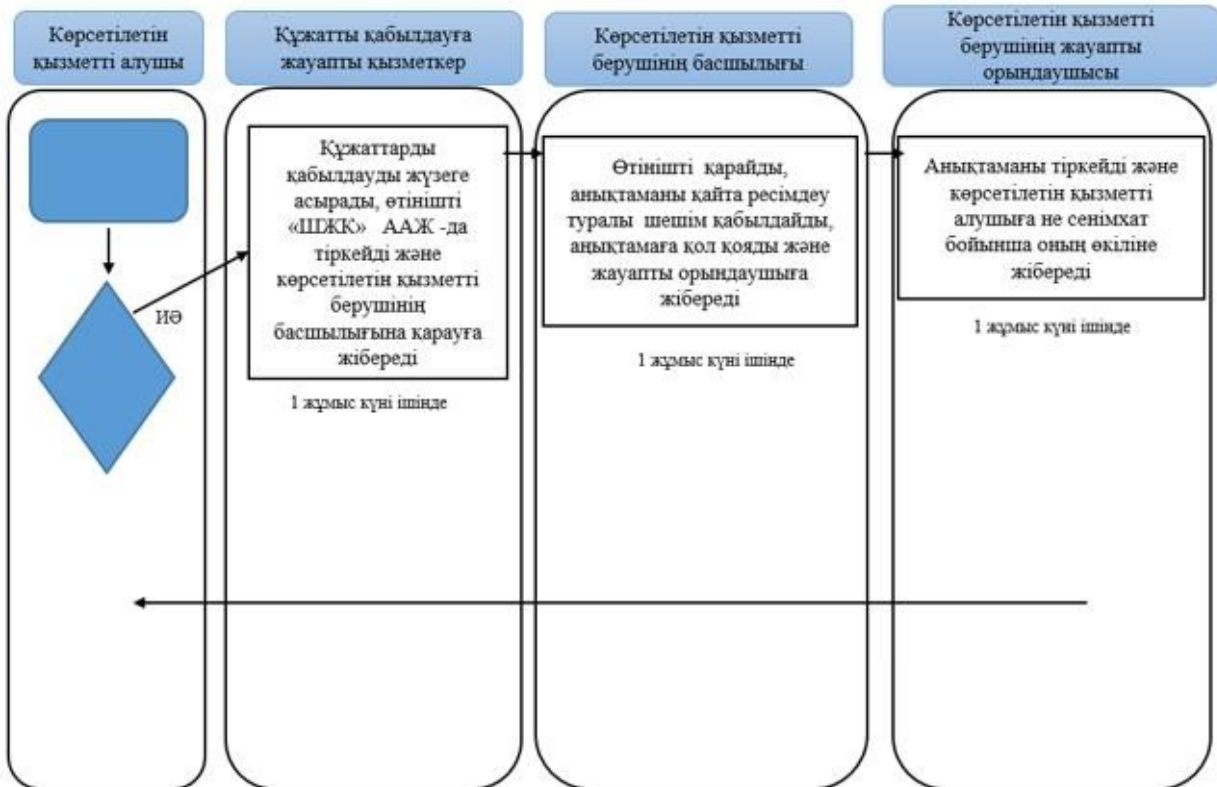 Көрсетілетін
қызметті алушы
Құжатты қабылдауға
жауапты қызметкер
Көрсетілетін қызметті
берушінің басшылығы
Көрсетілетін қызметті
берушінің жауапты
орындаушысы
ИӘ
Құжаттарды
қабылдауды жүзеге
асырады, өтінішті
«ШЖК» ААЖ -да
тіркейді және
көрсетілетін қызметті
берушінің
басшылығына қарауға
жібереді
1 жұмыс күні ішінде
Өтінішті қарайды,
анықтаманы қайта ресімдеу
туралы шешім қабылдайды,
аңықтамаға қол қояды және
жауапты орындаушыға
жібереді
1 жұмыс күні ішінде
Анықтаманы тіркейді және
көрсетілетін қызметті
алушыға не сенімхат
бойынша оның өкіліне
жібереді
1 жұмыс күні ішінде